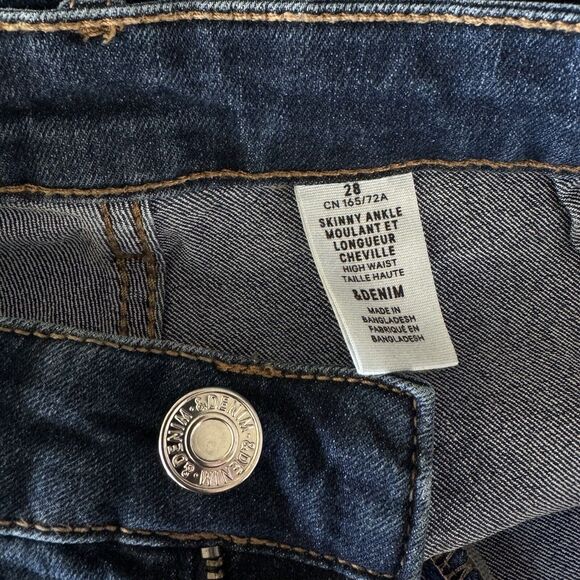 28
CN 165/72A
SKINNY ANKLE
MOULANT ET
LONGUEUR
CHEVILLE
HIGH WAIST
TAILLE HAUTE
&DENIM
MADE IN
BANGLADESH
FABRIQUÉ EN
BANGLADESH
&DENIM • &DENIM • &DENIM •